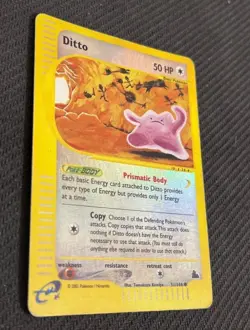 Ditto
50 HP
Poké-BODY
Prismatic Body
Each basic Energy card attached to Ditto provides
every type of Energy but provides only 1 Energy
at a time.
Copy Choose 1 of the Defending Pokémon's
attacks. Copy copies that attack. This attack does
nothing if Ditto doesn't have the Energy
necessary to use that attack. (You must still do
anything else required in order to use that attack.)
weakness resistance retreat cost
Illus. Tomokazu Komiya